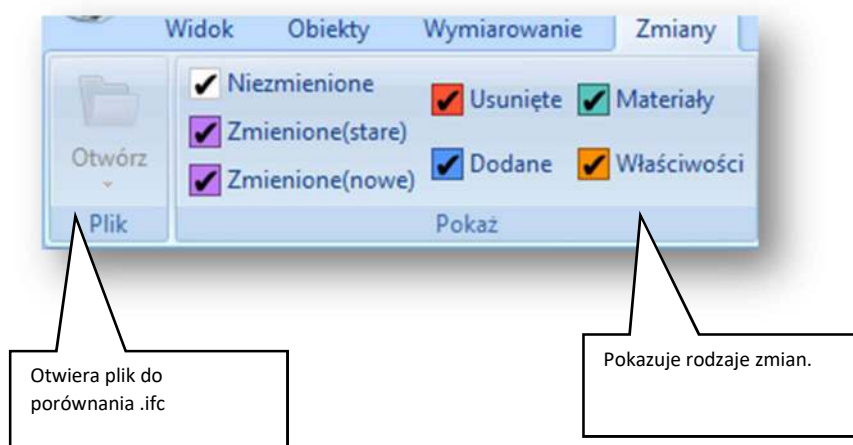 Widok Obiekty Wymiarowanie Zmiany
Otwórz
Plik
Niezmienione
Zmienione(stare)
Zmienione(nowe)
Usunięte
Dodane
Materiały
Właściwości
Pokaż
Otwiera plik do
porównania .ifc
Pokazuje rodzaje zmian.